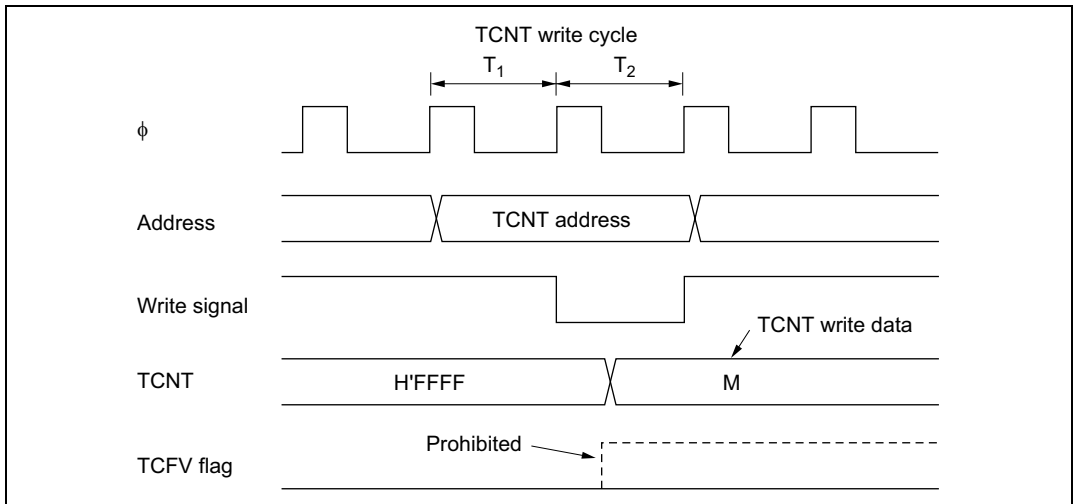 TCNT write cycle
T1 T2
ϕ
Address
TCNT address
Write signal
TCNT write data
TCNT
H'FFFF
M
Prohibited
TCFV flag